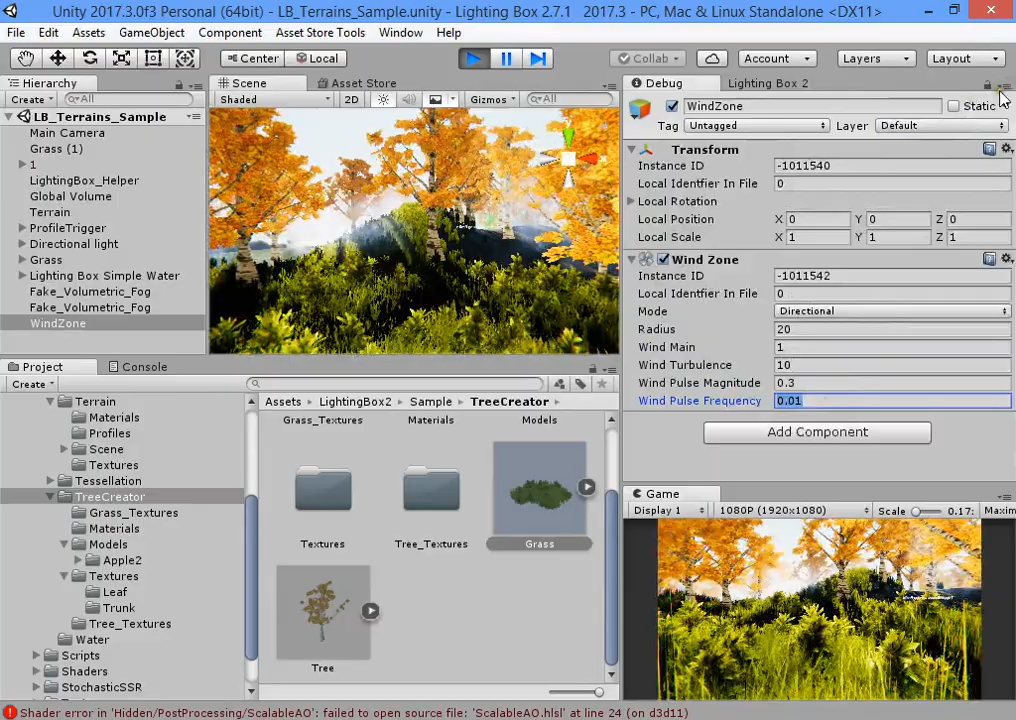 Unity 2017.3.0f3 Personal (64bit) - LB_Terrains_Sample.unity - Lighting Box 2.7.1 2017.3 - PC, Mac & Linux Standalone <DX11>
File Edit Assets GameObject Component Asset Store Tools Window Help
Center Local Collab Account Layers Layout
Hierarchy
Create All
LB_Terrains_Sample
Main Camera
Grass (1)
1
LightingBox_Helper
Global Volume
Terrain
ProfileTrigger
Directional light
Grass
Lighting Box Simple Water
Fake_Volumetric_Fog
Fake_Volumetric_Fog
WindZone
Scene Asset Store
Shaded 2D Gizmos All
Debug Lighting Box 2
WindZone Static
Tag Untagged Layer Default
Transform
Instance ID -1011540
Local Identfier In File 0
Local Rotation
Local Position X 0 Y 0 Z 0
Local Scale X 1 Y 1 Z 1
Wind Zone
Instance ID -1011542
Local Identfier In File 0
Mode Directional
Radius 20
Wind Main 1
Wind Turbulence 10
Wind Pulse Magnitude 0.3
Wind Pulse Frequency 0.01
Add Component
Project Console
Create
Terrain
Materials
Profiles
Scene
Textures
Tessellation
TreeCreator
Grass_Textures
Materials
Models
Apple2
Textures
Leaf
Trunk
Tree_Textures
Water
Scripts
Shaders
StochasticSSR
Assets LightingBox2 Sample TreeCreator
Grass_Textures Materials Models
Textures Tree_Textures Grass
Tree
Game
Display 1 1080P (1920x1080) Scale 0.17: Maxim
Shader error in 'Hidden/PostProcessing/ScalableAO': failed to open source file: 'ScalableAO.hlsl' at line 24 (on d3d11)